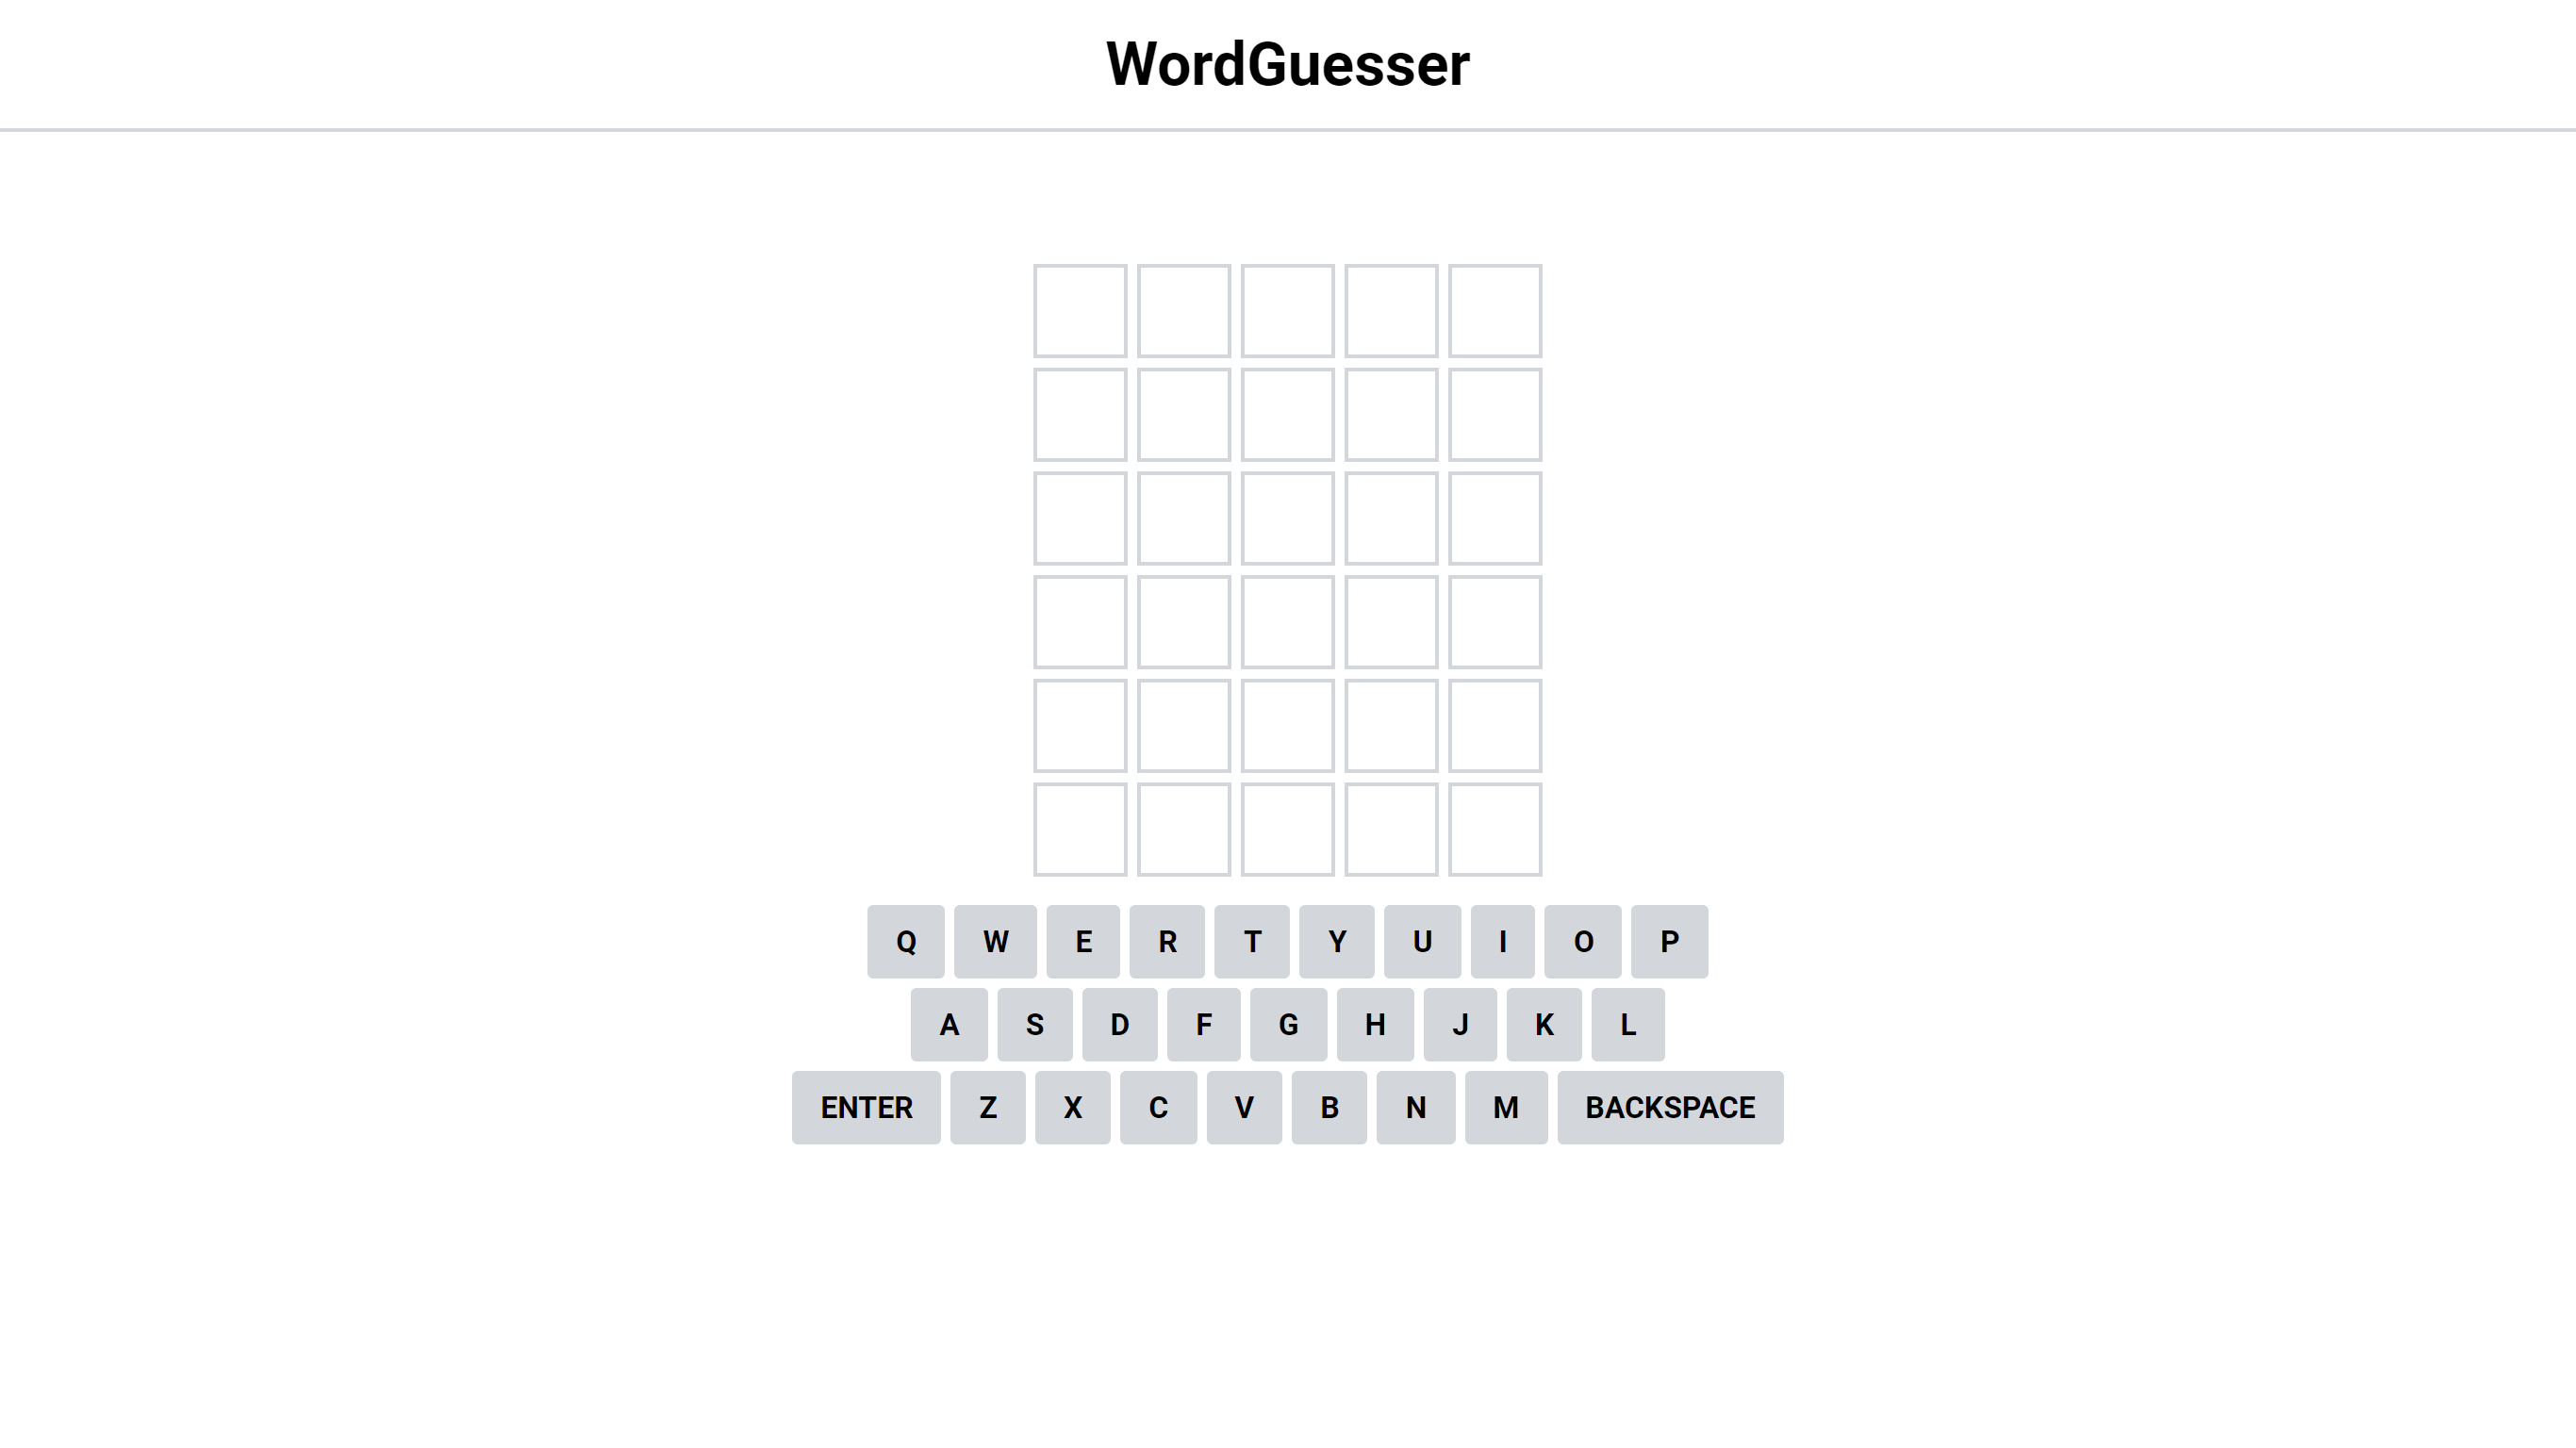 WordGuesser
Q W E R T Y U I O P
A S D F G H J K L
ENTER Z X C V B N M BACKSPACE